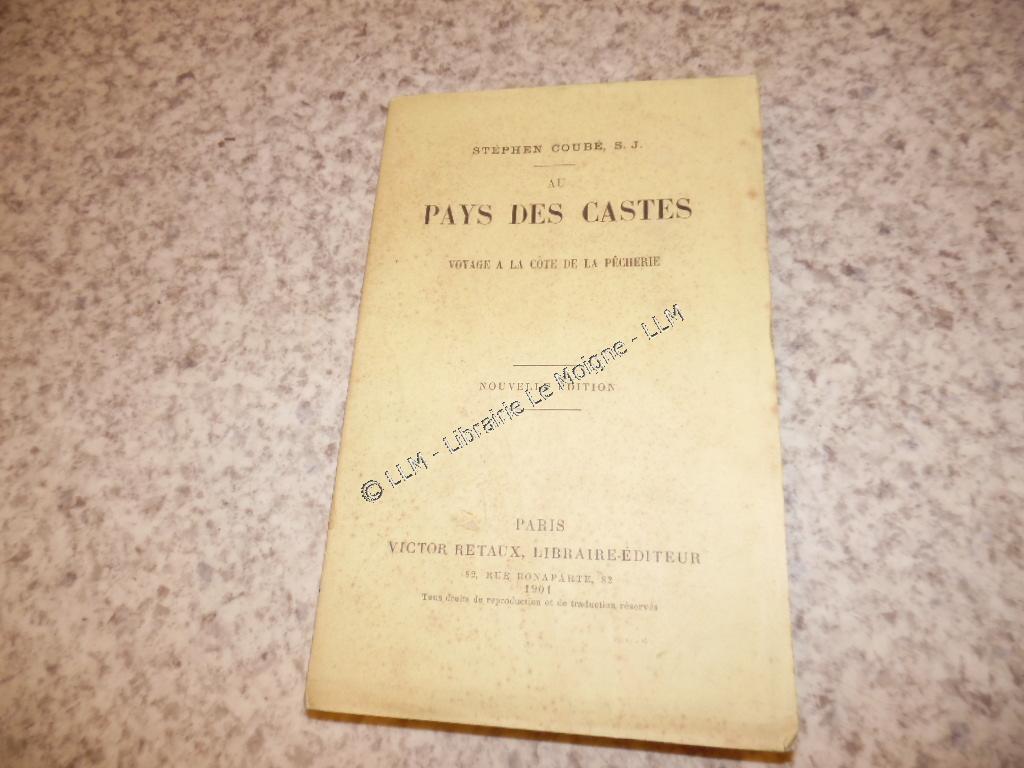 STÉPHEN COUBÉ, S. J.
AU
PAYS DES CASTES
VOYAGE A LA CÔTE DE LA PÊCHERIE
NOUVELLE ÉDITION
© LLM - Librairie Le Moigne - LLM
PARIS
VICTOR RETAUX, LIBRAIRE-ÉDITEUR
82, RUE BONAPARTE, 82
1901
Tous droits de reproduction et de traduction réservés